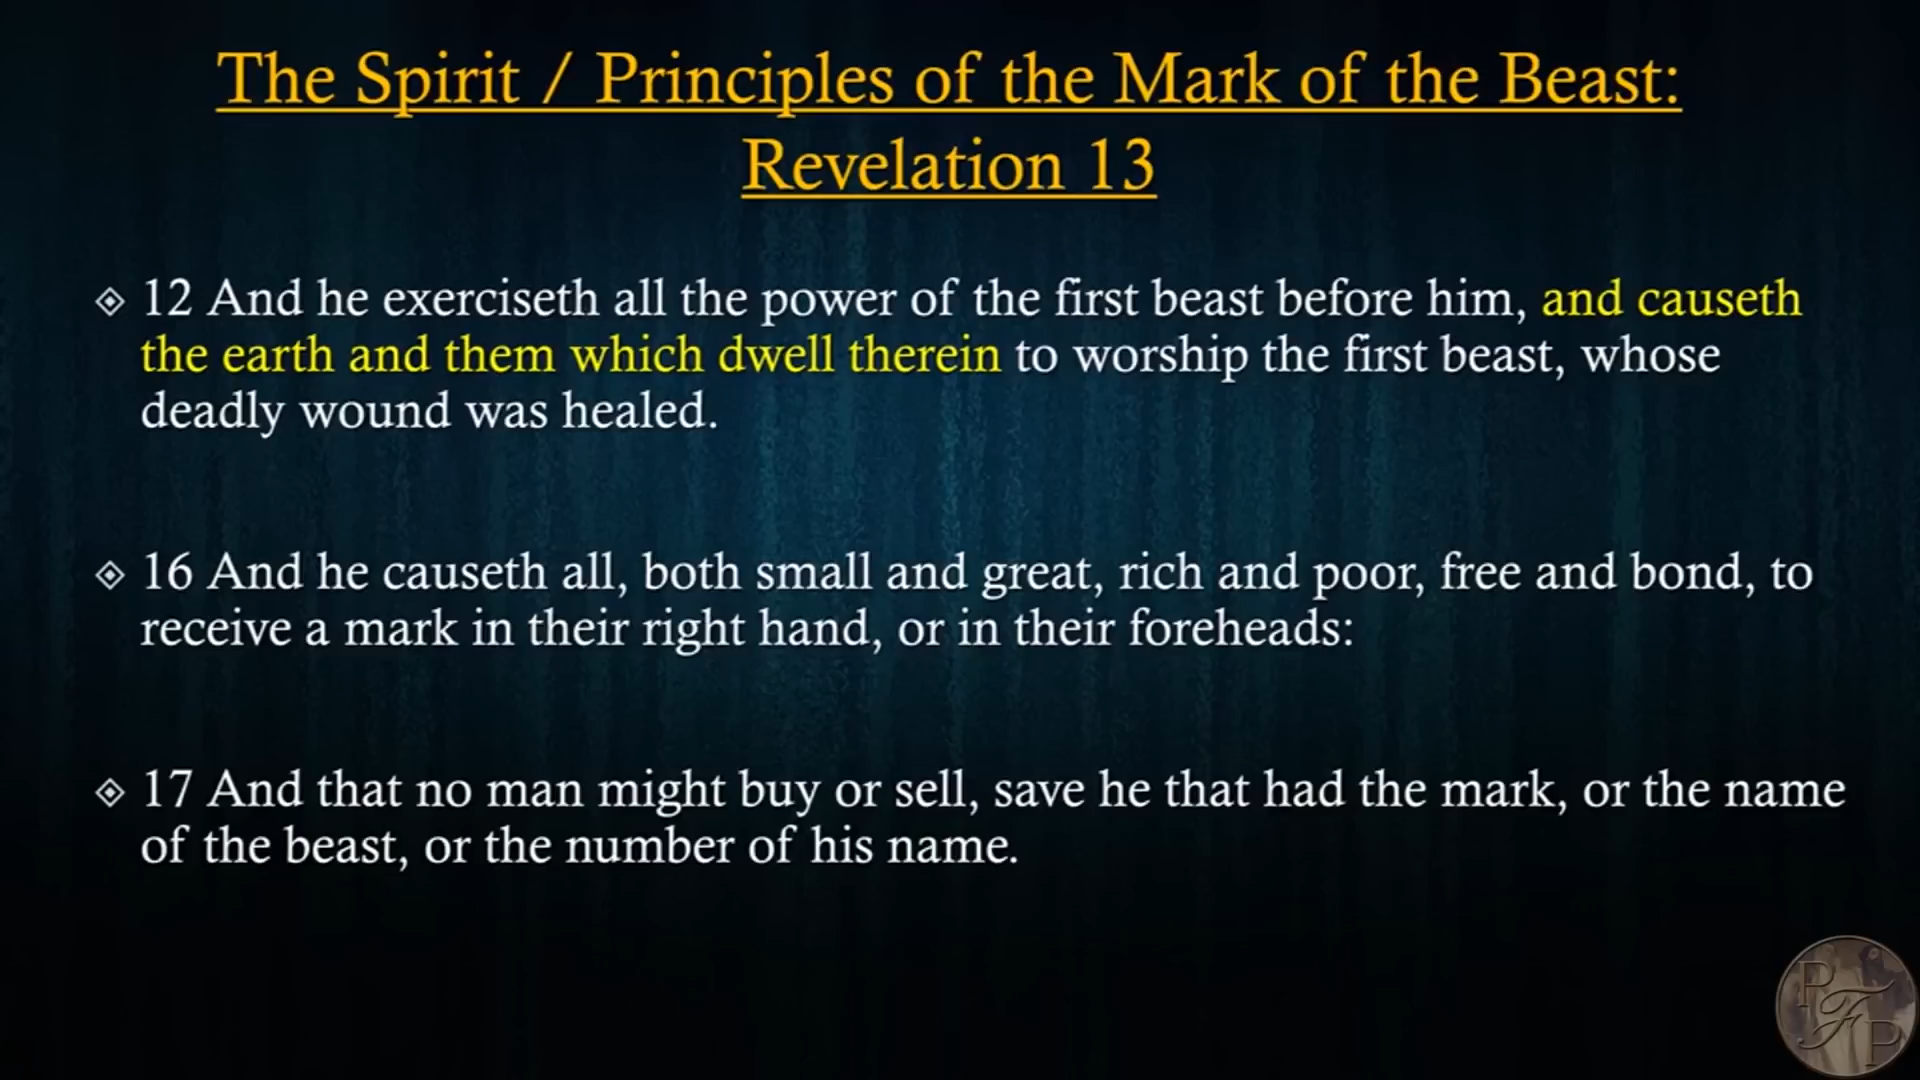 The Spirit / Principles of the Mark of the Beast:
Revelation 13
12 And he exerciseth all the power of the first beast before him, and causeth
the earth and them which dwell therein to worship the first beast, whose
deadly wound was healed.
16 And he causeth all, both small and great, rich and poor, free and bond, to
receive a mark in their right hand, or in their foreheads:
17 And that no man might buy or sell, save he that had the mark, or the name
of the beast, or the number of his name.
PFP